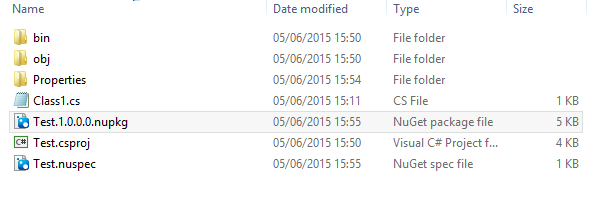 Name Date modified Type Size
bin 05/06/2015 15:50 File folder
obj 05/06/2015 15:50 File folder
Properties 05/06/2015 15:54 File folder
Class1.cs 05/06/2015 15:11 CS File 1 KB
Test.1.0.0.0.nupkg 05/06/2015 15:55 NuGet package file 5 KB
C# Test.csproj 05/06/2015 15:50 Visual C# Project f... 4 KB
Test.nuspec 05/06/2015 15:55 NuGet spec file 1 KB